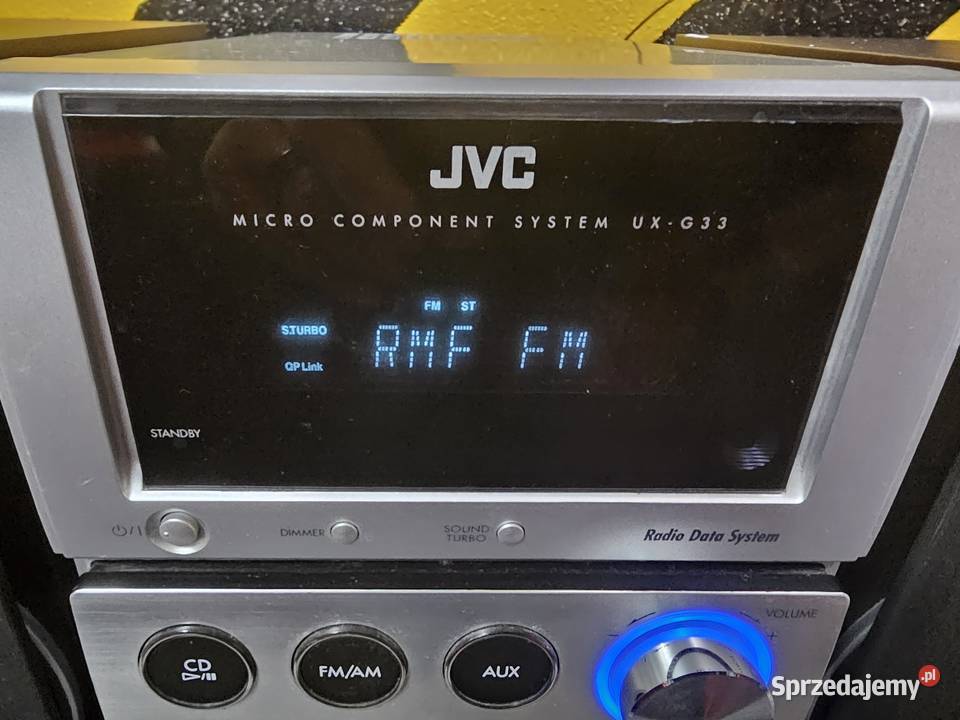 JVC
MICRO COMPONENT SYSTEM UX-G33
FM ST
S.TURBO
RMF FM
QP Link
STANDBY
⏻/I
DIMMER
SOUND
TURBO
Radio Data System
VOLUME
- +
CD
▷/❙❙
FM/AM
AUX
Sprzedajemy.pl